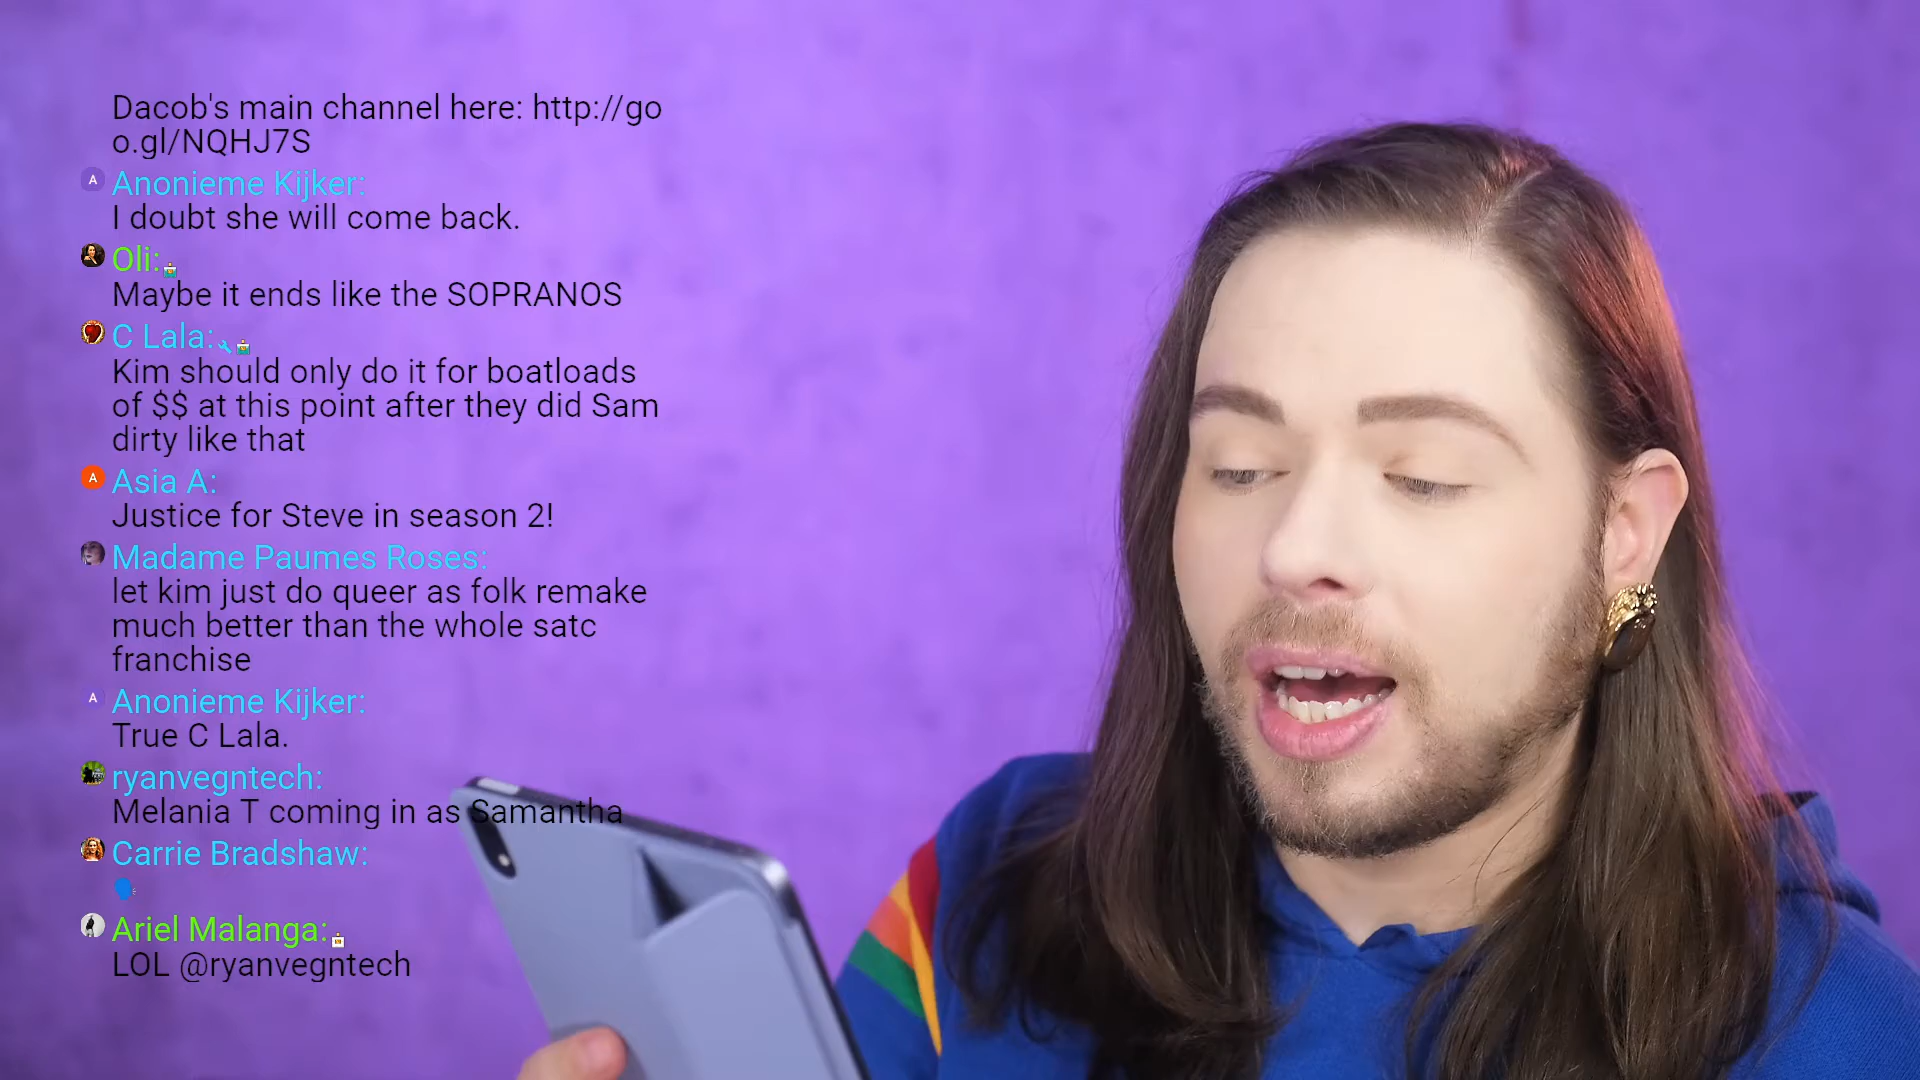 Dacob's main channel here: http://go
o.gl/NQHJ7S
A Anonieme Kijker:
I doubt she will come back.
Oli:
Maybe it ends like the SOPRANOS
C Lala:
Kim should only do it for boatloads
of $$ at this point after they did Sam
dirty like that
A Asia A:
Justice for Steve in season 2!
Madame Paumes Roses:
let kim just do queer as folk remake
much better than the whole satc
franchise
A Anonieme Kijker:
True C Lala.
ryanvegntech:
Melania T coming in as Samantha
Carrie Bradshaw:
Ariel Malanga:
LOL @ryanvegntech